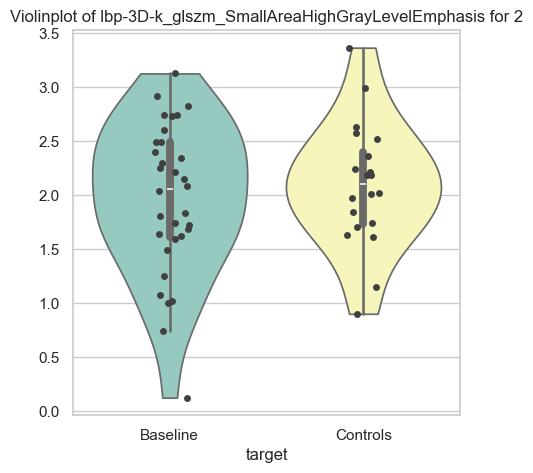 Violinplot of lbp-3D-k_glszm_SmallAreaHighGrayLevelEmphasis for 2
3.5
3.0
2.5
2.0
1.5
1.0
0.5
0.0
Baseline Controls
target